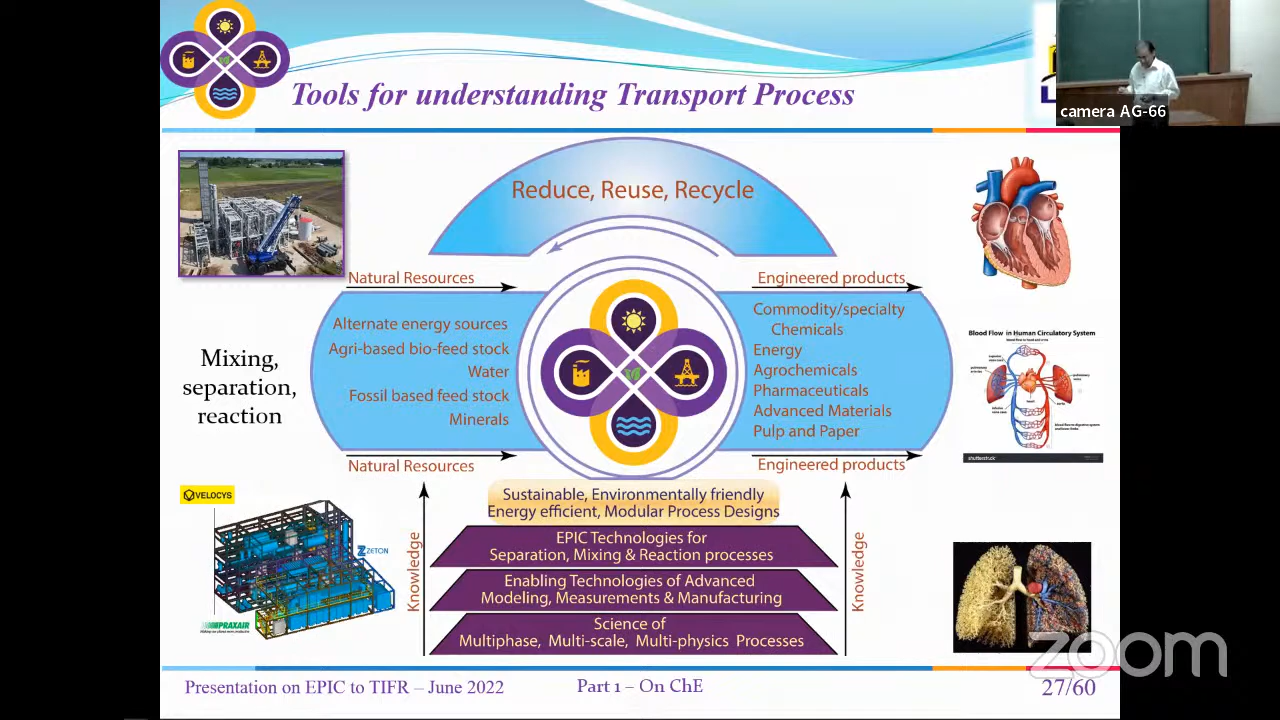 Tools for understanding Transport Process
camera AG-66
Reduce, Reuse, Recycle
Natural Resources
Engineered products
Alternate energy sources
Agri-based bio-feed stock
Water
Fossil based feed stock
Minerals
Commodity/specialty
Chemicals
Energy
Agrochemicals
Pharmaceuticals
Advanced Materials
Pulp and Paper
Mixing,
separation,
reaction
Blood Flow in Human Circulatory System
Natural Resources
Engineered products
shutterstock
VELOCYS
ZETON
PRAXAIR
Knowledge
Sustainable, Environmentally friendly
Energy efficient, Modular Process Designs
EPIC Technologies for
Separation, Mixing & Reaction processes
Enabling Technologies of Advanced
Modeling, Measurements & Manufacturing
Science of
Multiphase, Multi-scale, Multi-physics Processes
Knowledge
zoom
Presentation on EPIC to TIFR – June 2022
Part 1 – On ChE
27/60